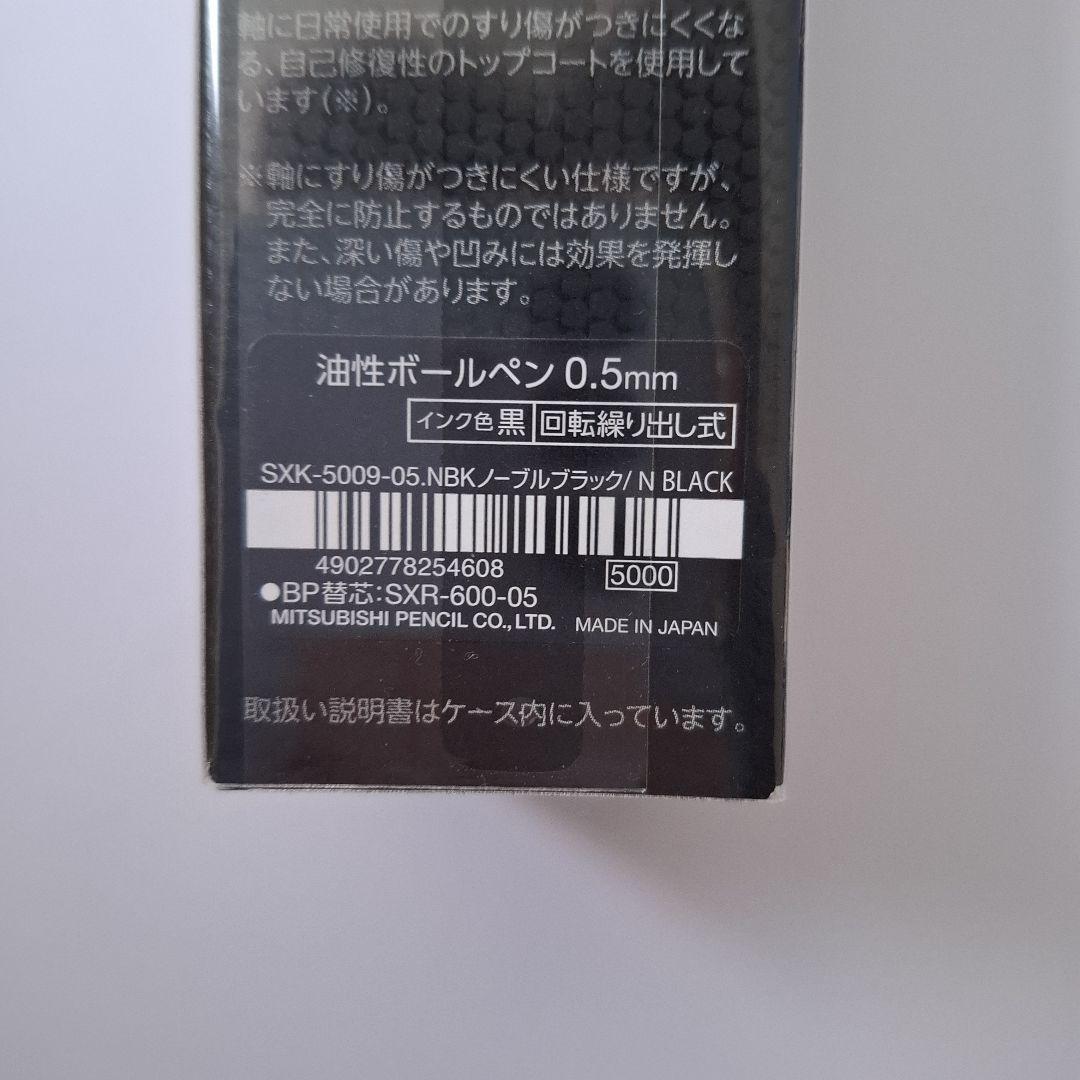 軸に日常使用でのすり傷がつきにくくな
る、自己修復性のトップコートを使用して
います(※)。
※軸にすり傷がつきにくい仕様ですが、
完全に防止するものではありません。
また、深い傷や凹みには効果を発揮し
ない場合があります。
油性ボールペン 0.5mm
インク色 黒 回転繰り出し式
SXK-5009-05.NBKノーブルブラック/ N BLACK
4902778254608 5000
●BP替芯:SXR-600-05
MITSUBISHI PENCIL CO., LTD. MADE IN JAPAN
取扱い説明書はケース内に入っています。